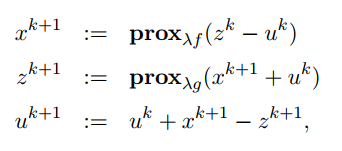 x^{k+1} := prox_{λf}(z^k − u^k)
z^{k+1} := prox_{λg}(x^{k+1} + u^k)
u^{k+1} := u^k + x^{k+1} − z^{k+1},